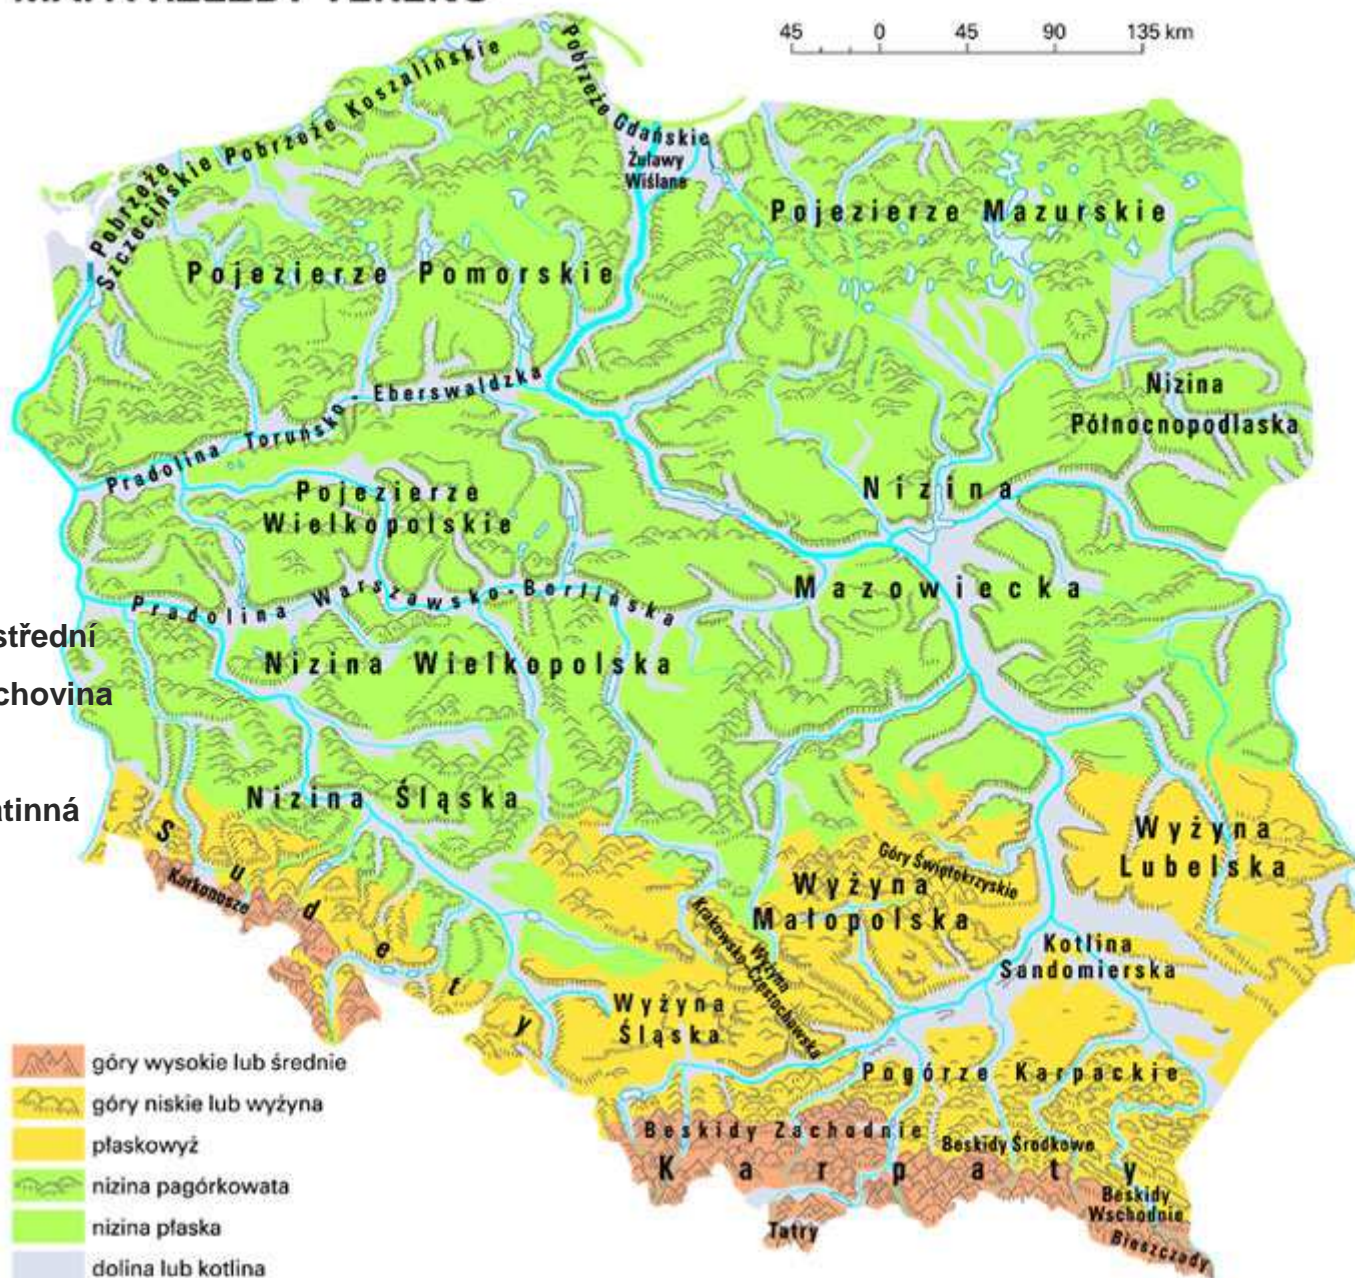 45 0 45 90 135 km
Pobrzeże Koszalińskie
Pobrzeże Gdańskie
Żuławy
Wiślane
Pobrzeże
Szczecińskie
Pojezierze Mazurskie
Pojezierze Pomorskie
Pradolina Toruńsko - Eberswaldzka
Nizina
Północnopodlaska
Pojezierze
Wielkopolskie
Nizina
Mazowiecka
Pradolina Warszawsko-Berlińska
střední
chovina
Nizina Wielkopolska
Nizina Śląska
atinná
Sudety
Karkonosze
Wyżyna
Lubelska
Góry Świętokrzyskie
Wyżyna
Małopolska
Kotlina
Sandomierska
Wyżyna
Krakowsko-Częstochowska
Wyżyna
Śląska
Pogórze Karpackie
Beskidy Zachodnie
Beskidy Środkowe
Karpaty
Beskidy
Wschodnie
Bieszczady
Tatry
góry wysokie lub średnie
góry niskie lub wyżyna
płaskowyż
nizina pagórkowata
nizina płaska
dolina lub kotlina